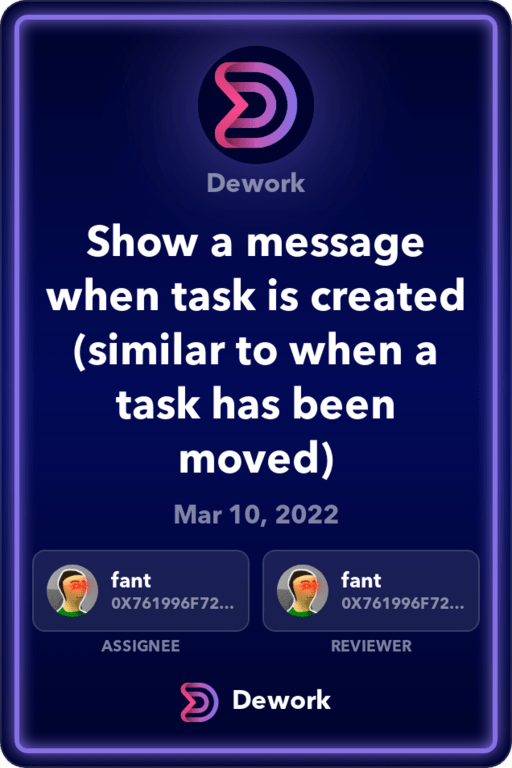 Dework
Show a message
when task is created
(similar to when a
task has been
moved)
Mar 10, 2022
fant
0X761996F72...
ASSIGNEE
fant
0X761996F72...
REVIEWER
Dework